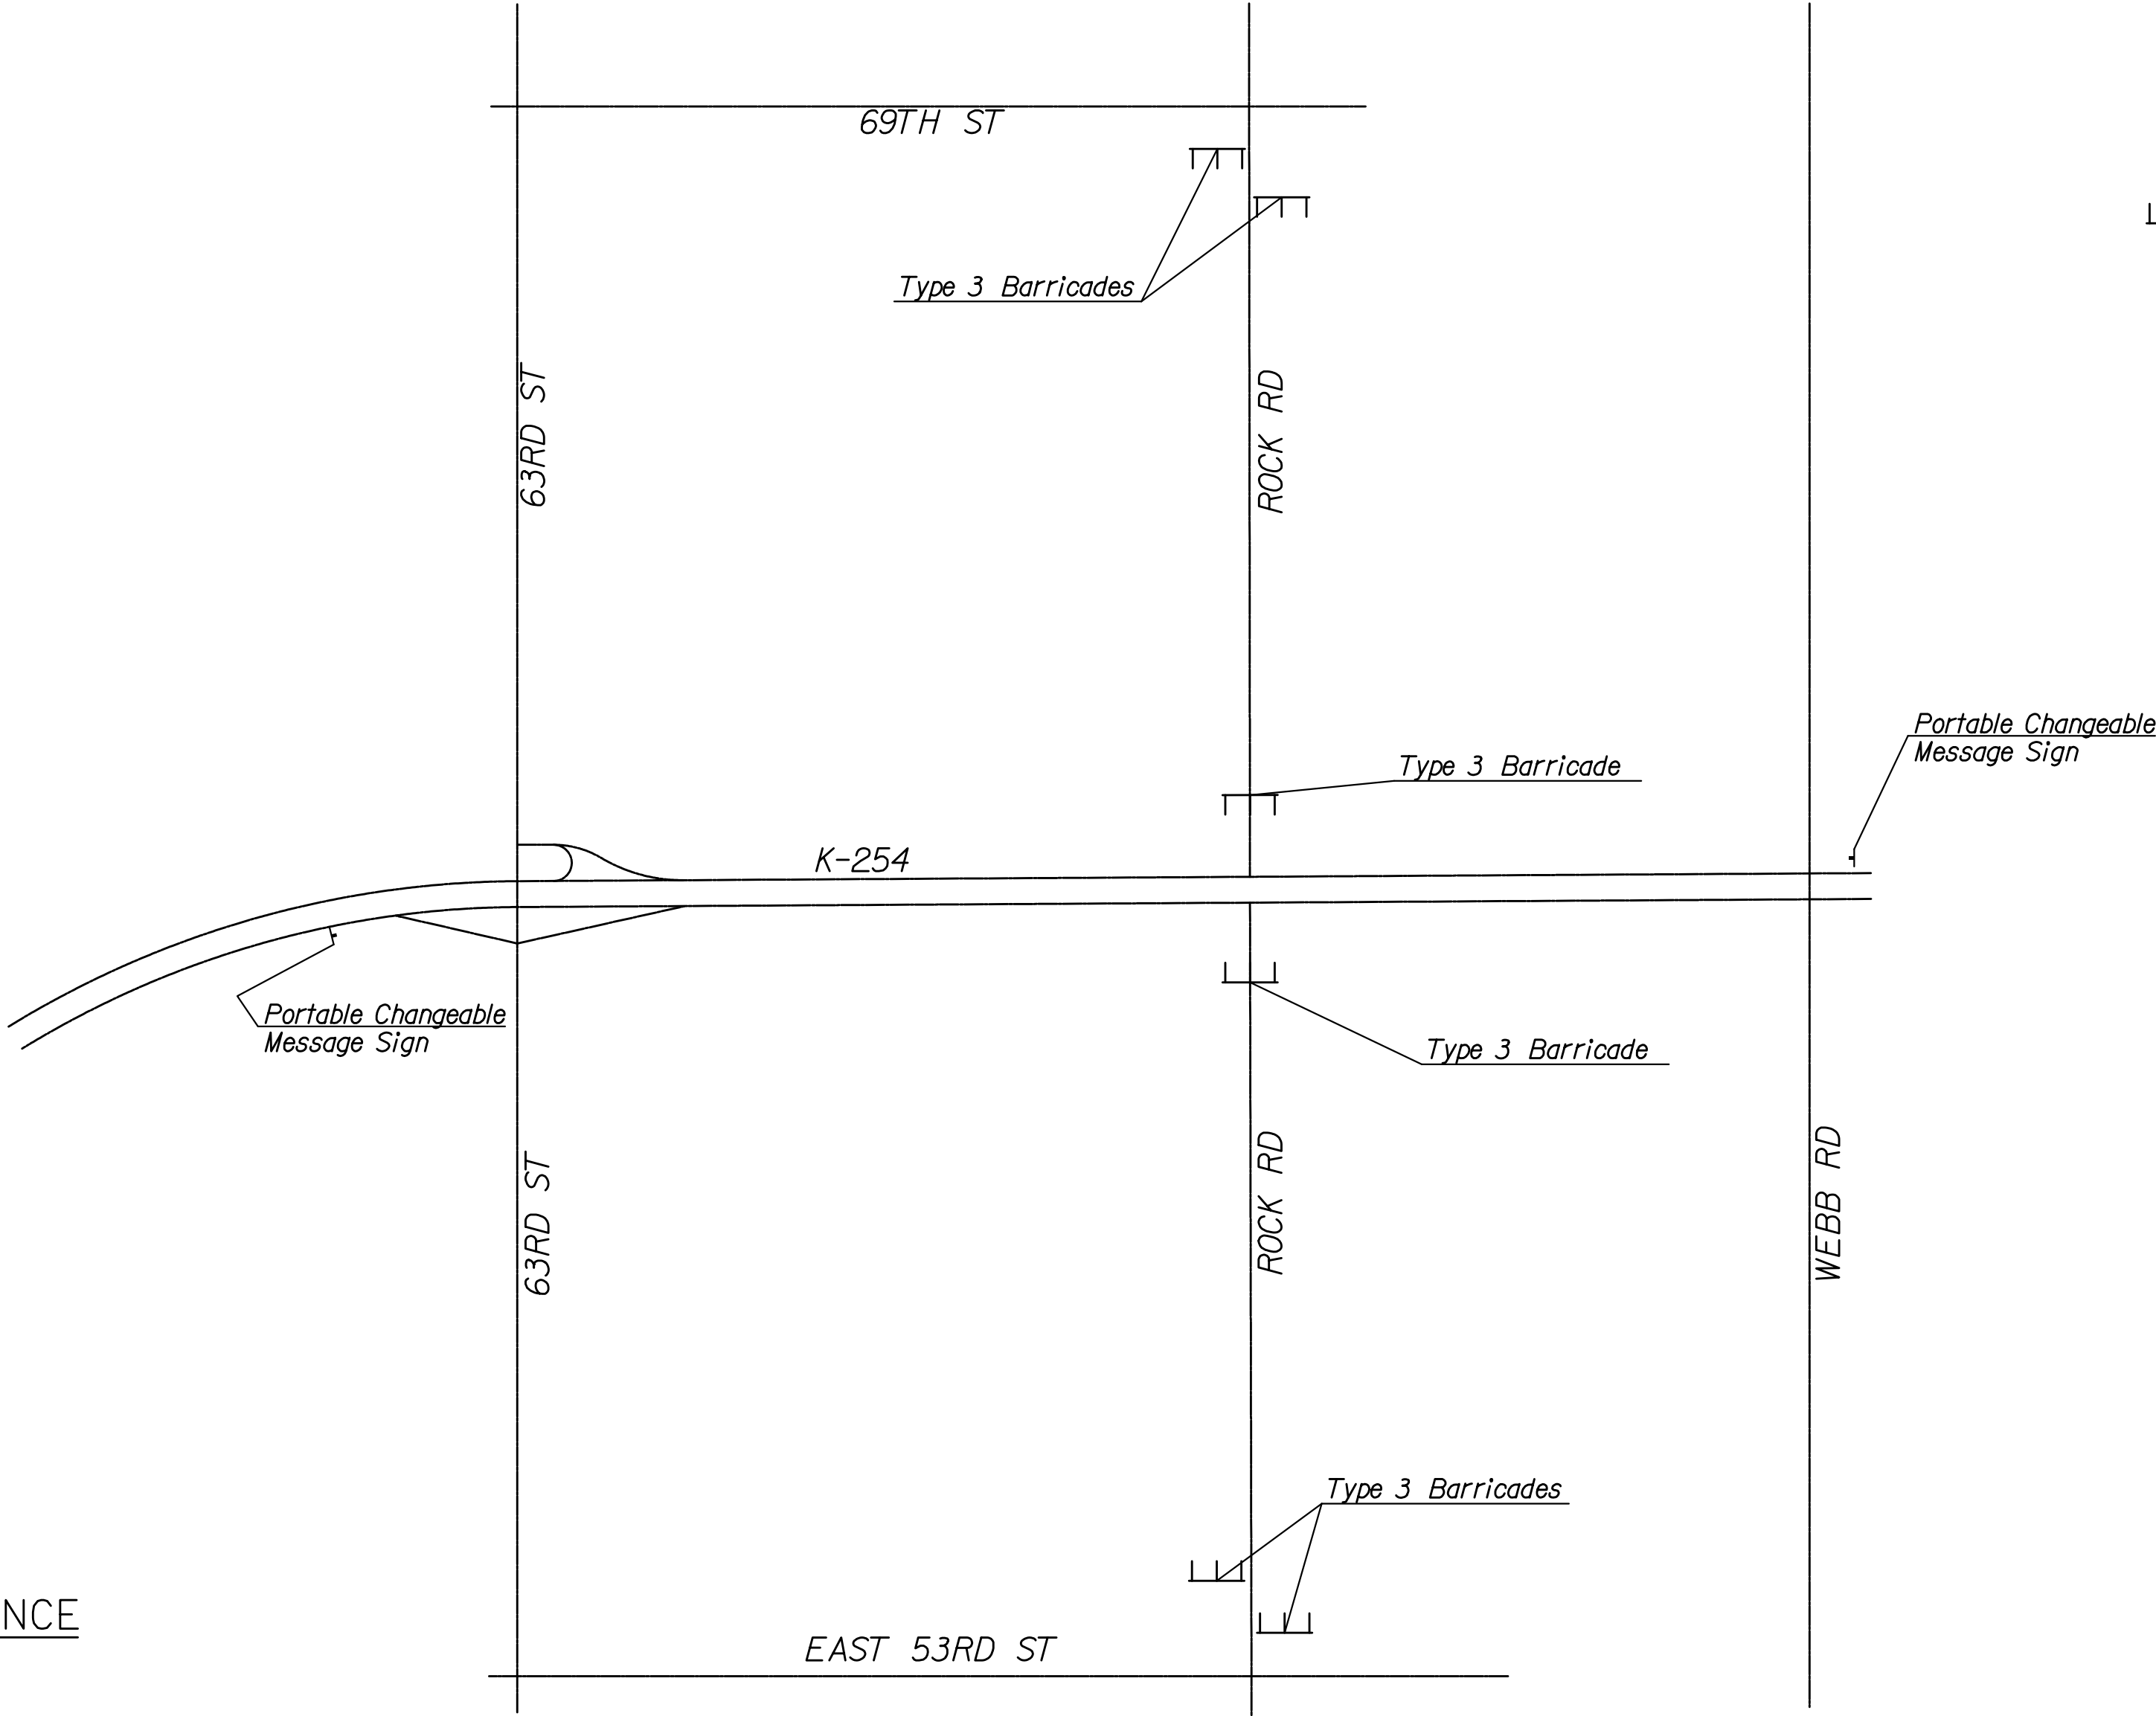 69TH ST
Type 3 Barricades
63RD ST
ROCK RD
Portable Changeable
Message Sign
Type 3 Barricade
K-254
Portable Changeable
Message Sign
Type 3 Barricade
63RD ST
ROCK RD
WEBB RD
Type 3 Barricades
NCE
EAST 53RD ST